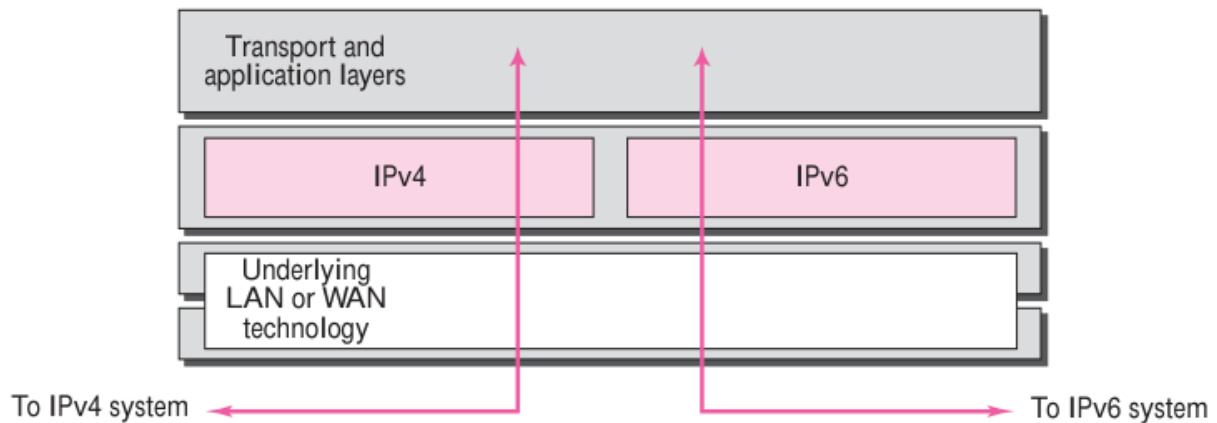 Transport and
application layers
IPv4
IPv6
Underlying
LAN or WAN
technology
To IPv4 system
To IPv6 system